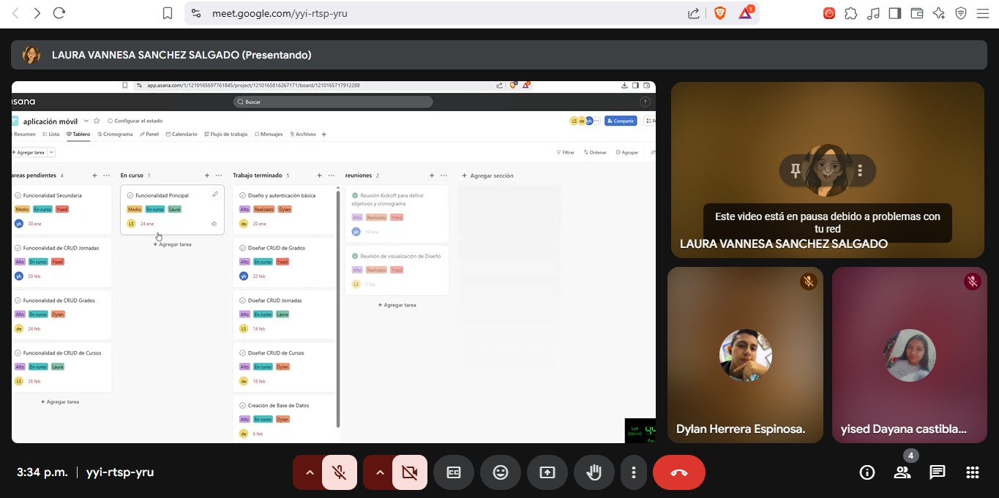 meet.google.com/yyi-rtsp-yru
1
LAURA VANNESA SANCHEZ SALGADO (Presentando)
app.asana.com/1/1210165697761845/project/1210165816267171/board/1210165717912288
asana
Buscar
?
aplicación móvil
Configurar el estado
LS de yh ...
Compartir
Resumen Lista Tablero Cronograma Panel Calendario Flujo de trabajo Mensajes Archivos +
+ Agregar tarea
Filtrar Ordenar Agrupar
areas pendientes 4
Funcionalidad Secundaria
Medio En curso Yised
yh 30 ene
Funcionalidad de CRUD Jornadas
Alto En curso Yised
yh 20 feb
Funcionalidad de CRUD Grados
Alto En curso Dylan
de 24 feb
Funcionalidad de CRUD de Cursos
Alto En curso Laura
LS 26 feb
+ Agregar tarea
En curso 1
Funcionalidad Principal
Medio En curso Laura
LS 24 ene
+ Agregar tarea
Trabajo terminado 5
Diseño y autenticación básica
Alto Realizado Dylan
de 20 ene
Diseñar CRUD de Grados
Alto En curso Yised
yh 22 feb
Diseñar CRUD Jornadas
Alto En curso Laura
LS 14 feb
Diseñar CRUD de Cursos
Alto En curso Dylan
de 18 feb
Creación de Base de Datos
Alto En curso Dylan
de 6 feb
reuniones 2
Reunión Kickoff para definir
objetivos y cronograma
Alto Realizado Yised
yh 10 ene
Reunión de visualización de Diseño
Alto Realizado Yised
LS 1 feb
+ Agregar tarea
+ Agregar sección
Left
(mm:ss)
Este video está en pausa debido a problemas con
tu red
LAURA VANNESA SANCHEZ SALGADO
Dylan Herrera Espinosa.
yised Dayana castibla...
3:34 p.m. | yyi-rtsp-yru
CC
4